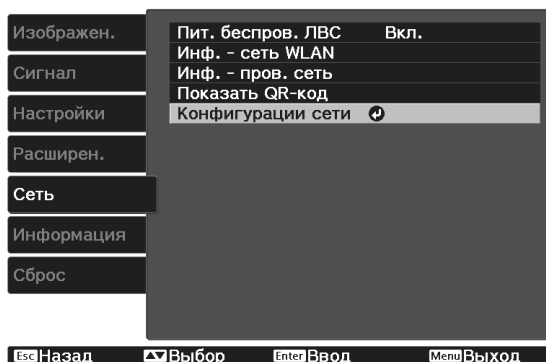 Изображен.
Сигнал
Настройки
Расширен.
Сеть
Информация
Сброс
Пит. беспров. ЛВС Вкл.
Инф. - сеть WLAN
Инф. - пров. сеть
Показать QR-код
Конфигурации сети
Esc Назад Выбор Enter Ввод Menu Выход